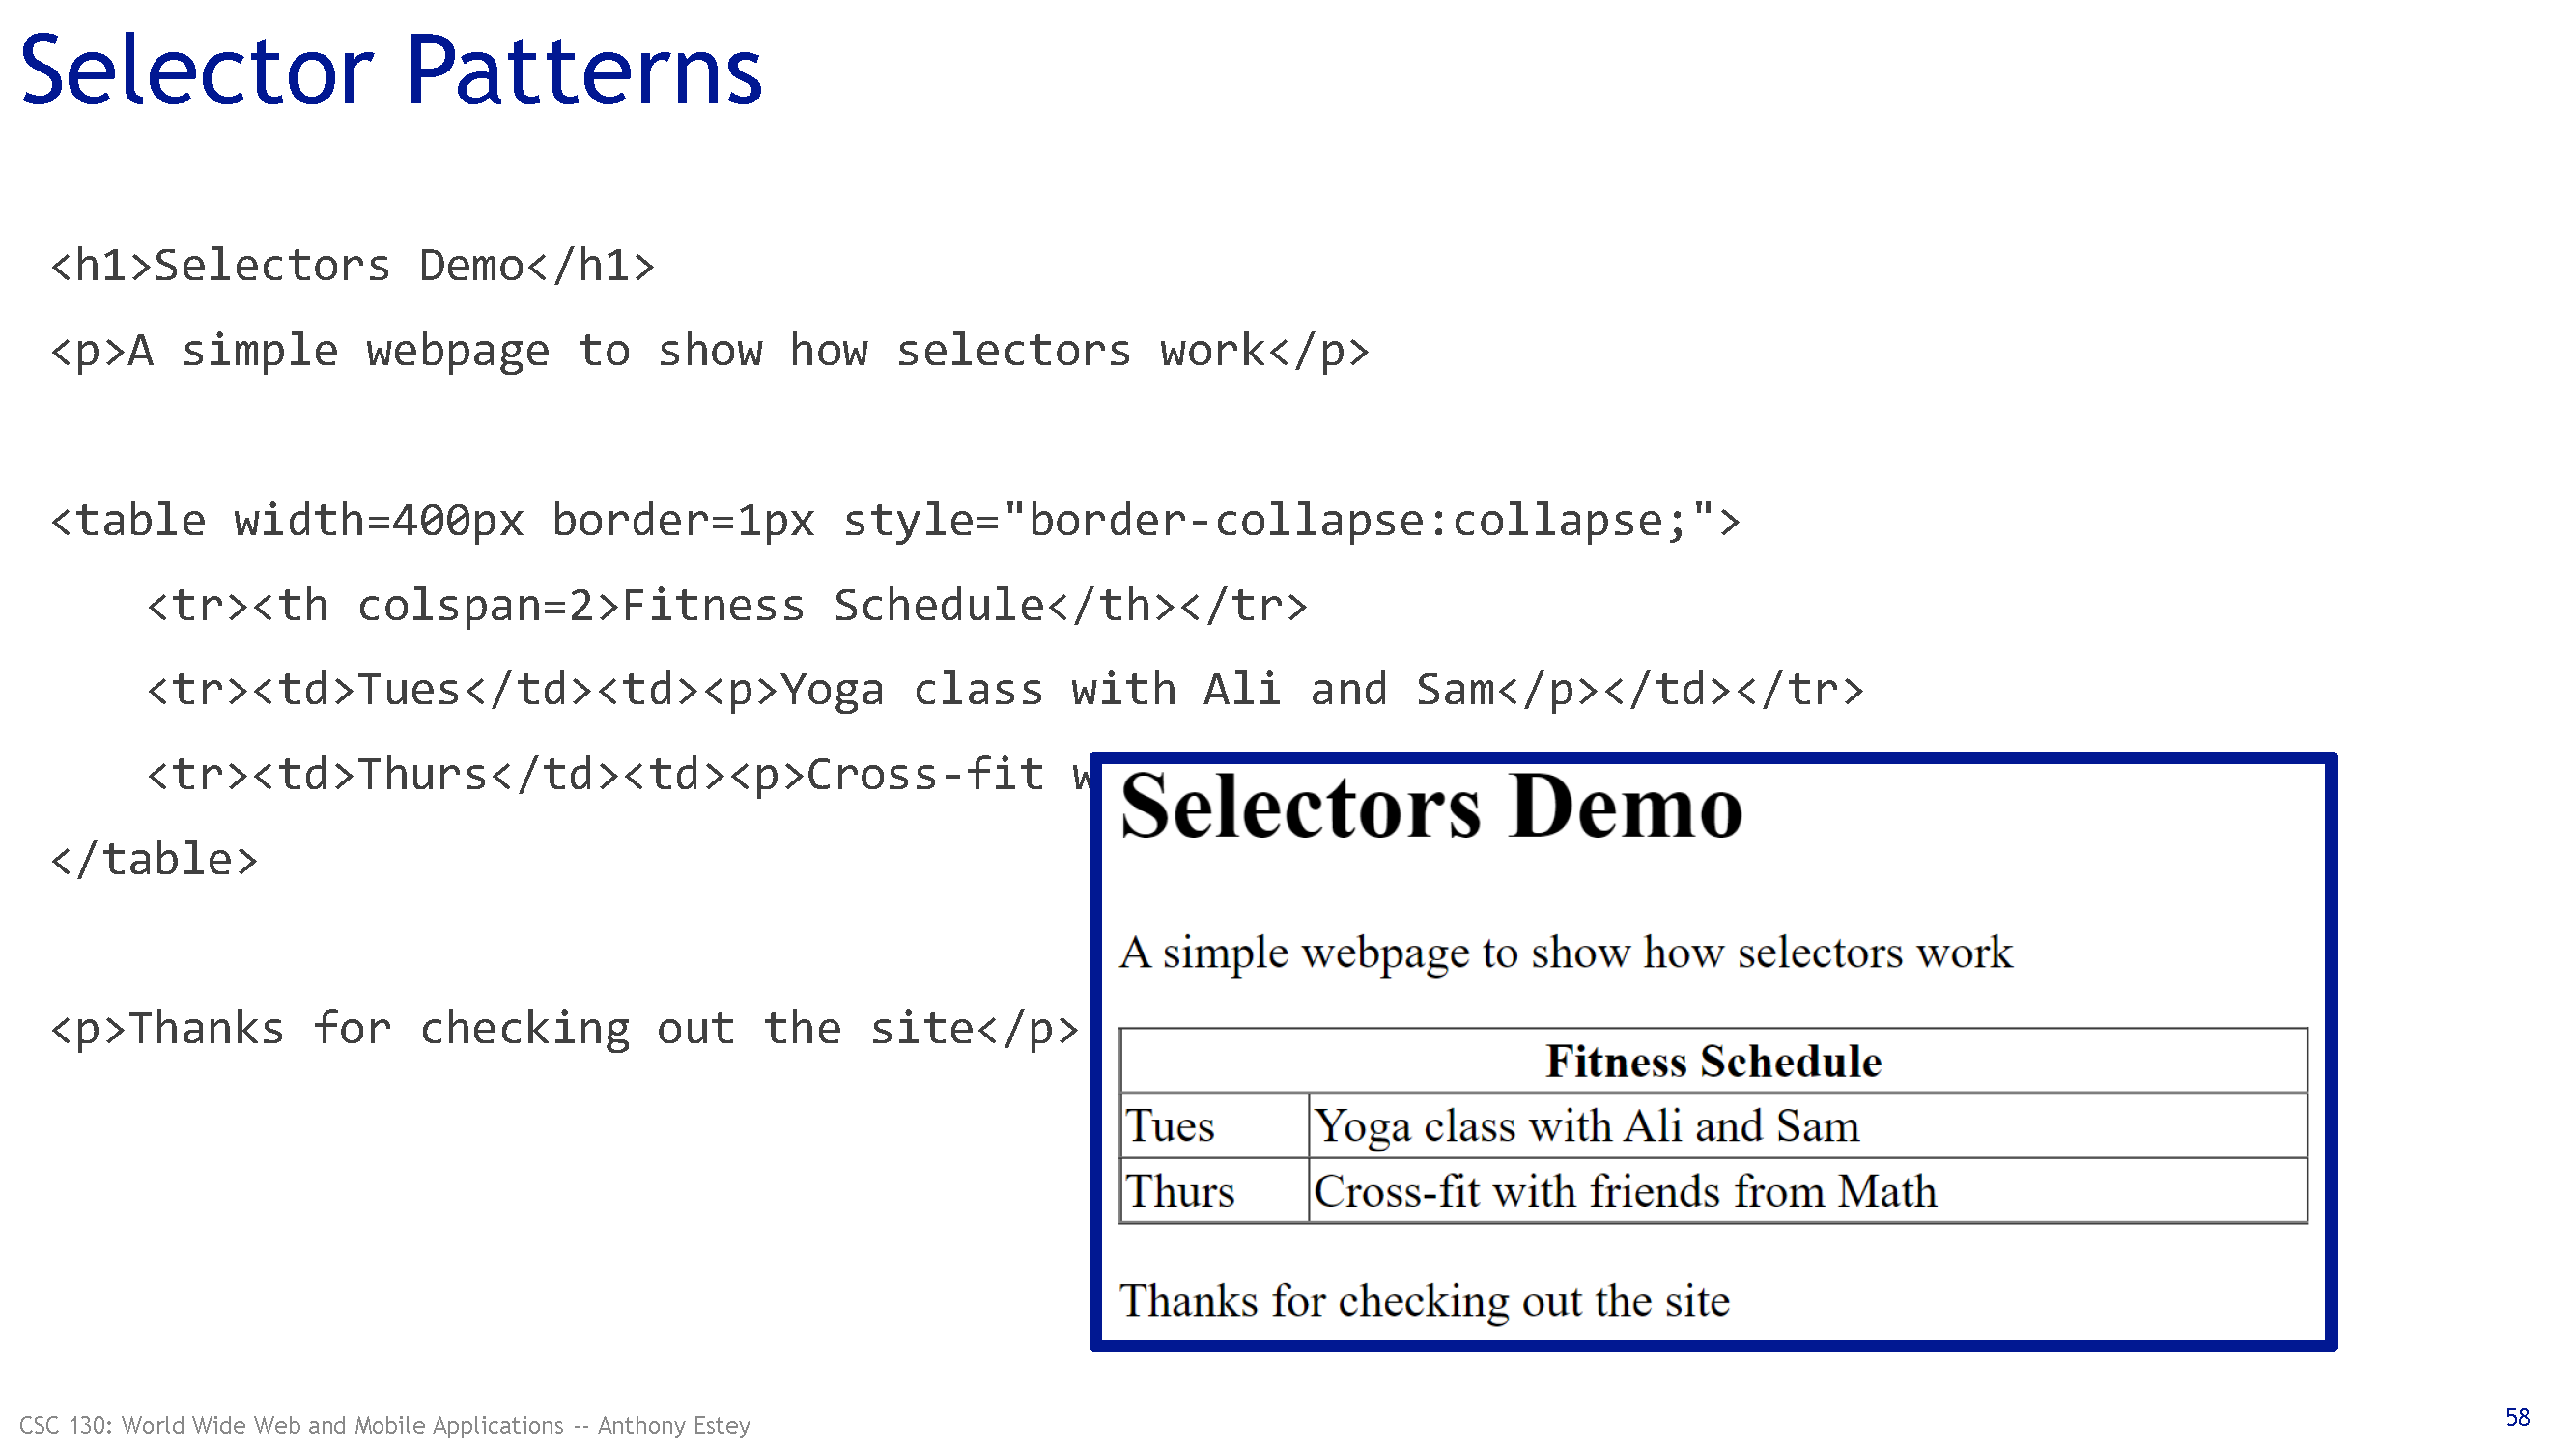 Selector Patterns
<h1>Selectors Demo</h1>
<p>A simple webpage to show how selectors work</p>
<table width=400px border=1px style="border-collapse:collapse;">
<tr><th colspan=2>Fitness Schedule</th></tr>
<tr><td>Tues</td><td><p>Yoga class with Ali and Sam</p></td></tr>
<tr><td>Thurs</td><td><p>Cross-fit
</table>
<p>Thanks for checking out the site</p>
Selectors Demo
A simple webpage to show how selectors work
Fitness Schedule
Tues Yoga class with Ali and Sam
Thurs Cross-fit with friends from Math
Thanks for checking out the site
CSC 130: World Wide Web and Mobile Applications -- Anthony Estey
58